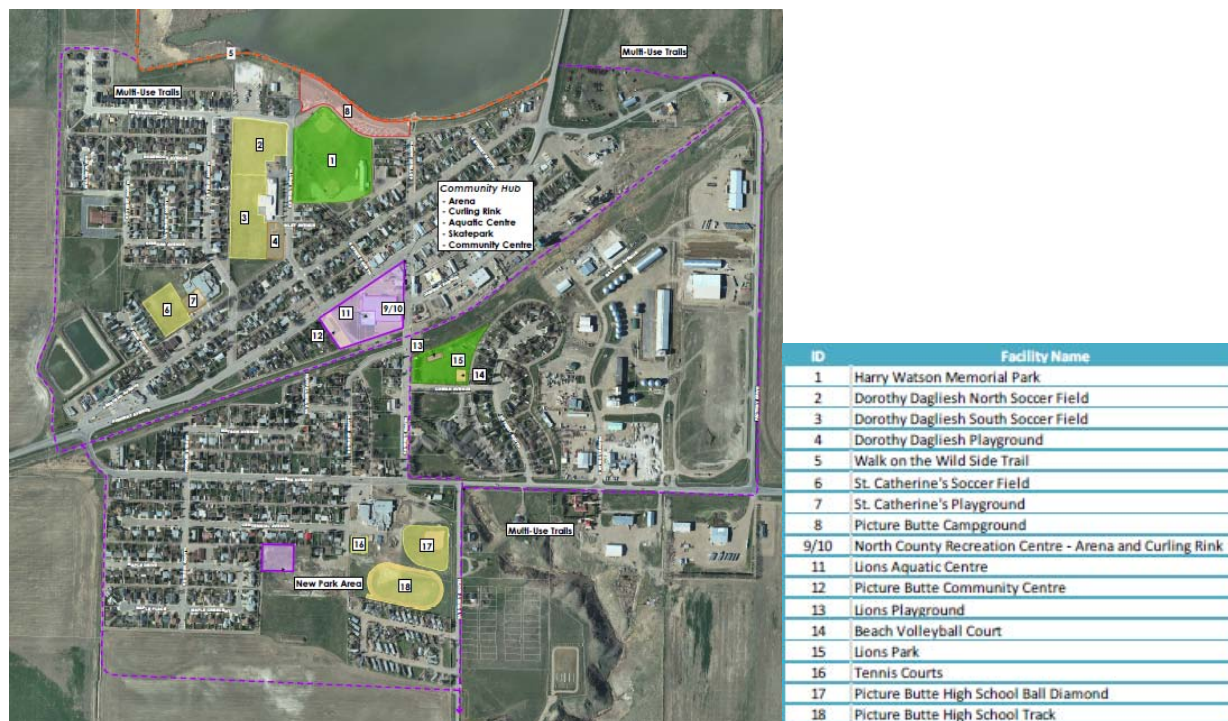 5
Multi-Use Trails
Multi-Use Trails
8
2
1
Community Hub
- Arena
- Curling Rink
- Aquatic Centre
- Skatepark
- Community Centre
3
4
6
7
11
9/10
12
13
15
14
Multi-Use Trails
16
17
New Park Area
18
ID Facility Name
1 Harry Watson Memorial Park
2 Dorothy Dagliesh North Soccer Field
3 Dorothy Dagliesh South Soccer Field
4 Dorothy Dagliesh Playground
5 Walk on the Wild Side Trail
6 St. Catherine's Soccer Field
7 St. Catherine's Playground
8 Picture Butte Campground
9/10 North County Recreation Centre - Arena and Curling Rink
11 Lions Aquatic Centre
12 Picture Butte Community Centre
13 Lions Playground
14 Beach Volleyball Court
15 Lions Park
16 Tennis Courts
17 Picture Butte High School Ball Diamond
18 Picture Butte High School Track